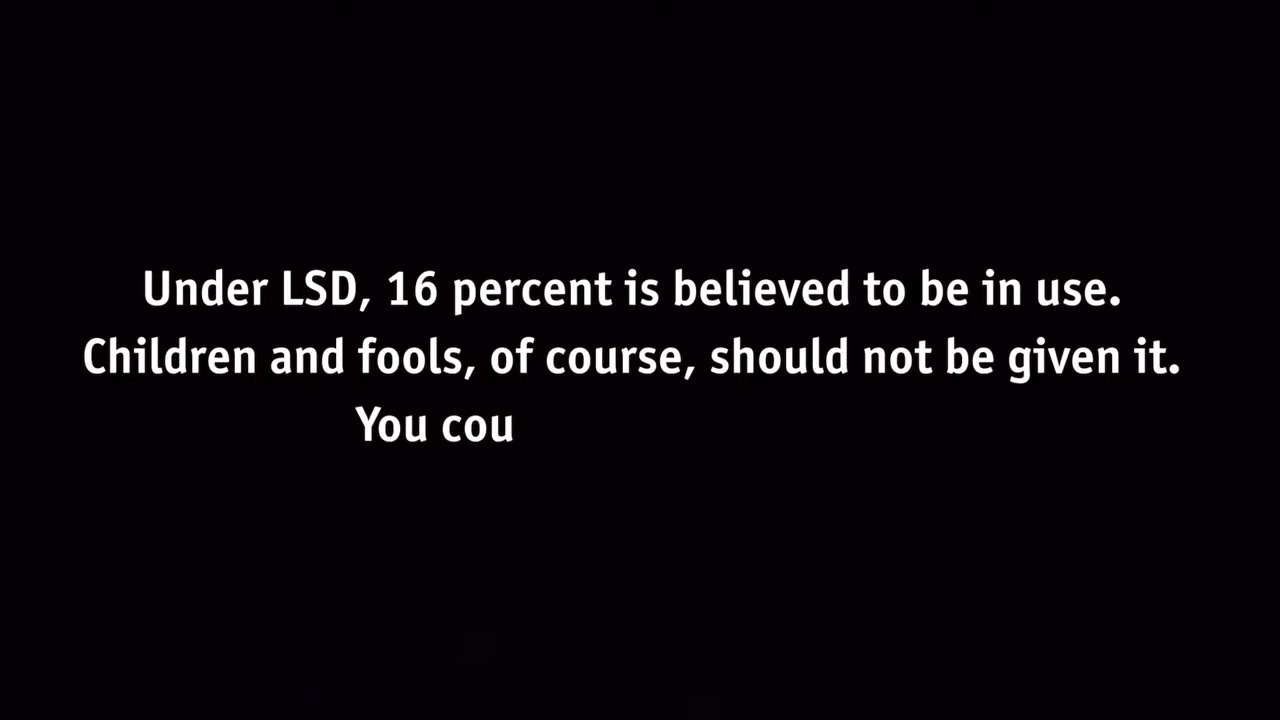 Under LSD, 16 percent is believed to be in use.
Children and fools, of course, should not be given it.
You cou